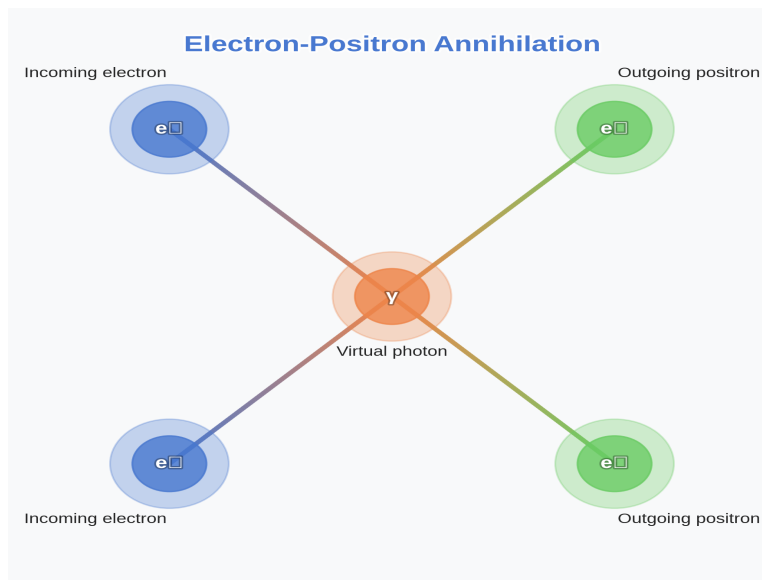 Electron-Positron Annihilation
Incoming electron
Outgoing positron
e□
e□
γ
Virtual photon
e□
e□
Incoming electron
Outgoing positron